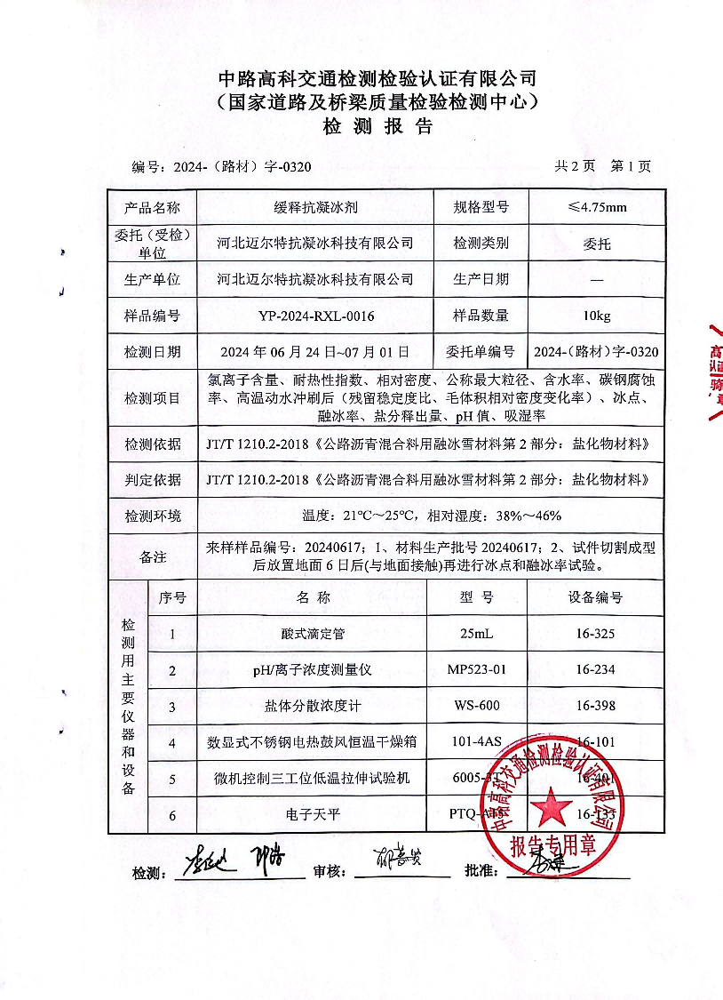 中路高科交通检测检验认证有限公司
（国家道路及桥梁质量检验检测中心）
检 测 报 告
编号：2024-（路材）字-0320 共 2 页 第 1 页
产品名称 缓释抗凝冰剂 规格型号 ≤4.75mm
委托（受检）
单位 河北迈尔特抗凝冰科技有限公司 检测类别 委托
生产单位 河北迈尔特抗凝冰科技有限公司 生产日期 —
样品编号 YP-2024-RXL-0016 样品数量 10kg
检测日期 2024 年 06 月 24 日~07 月 01 日 委托单编号 2024-（路材）字-0320
检测项目 氯离子含量、耐热性指数、相对密度、公称最大粒径、含水率、碳钢腐蚀
率、高温动水冲刷后（残留稳定度比、毛体积相对密度变化率）、冰点、
融冰率、盐分释出量、pH 值、吸湿率
检测依据 JT/T 1210.2-2018《公路沥青混合料用融冰雪材料第 2 部分：盐化物材料》
判定依据 JT/T 1210.2-2018《公路沥青混合料用融冰雪材料第 2 部分：盐化物材料》
检测环境 温度：21℃～25℃，相对湿度：38%～46%
备注 来样样品编号：20240617；1、材料生产批号 20240617；2、试件切割成型
后放置地面 6 日后(与地面接触)再进行冰点和融冰率试验。
检测用主要仪器和设备
序号 名 称 型 号 设备编号
1 酸式滴定管 25mL 16-325
2 pH/离子浓度测量仪 MP523-01 16-234
3 盐体分散浓度计 WS-600 16-398
4 数显式不锈钢电热鼓风恒温干燥箱 101-4AS 16-101
5 微机控制三工位低温拉伸试验机 6005-3T 16-401
6 电子天平 16-133
中路高科交通检测检验认证有限公司
报告专用章
检测： 审核： 批准：